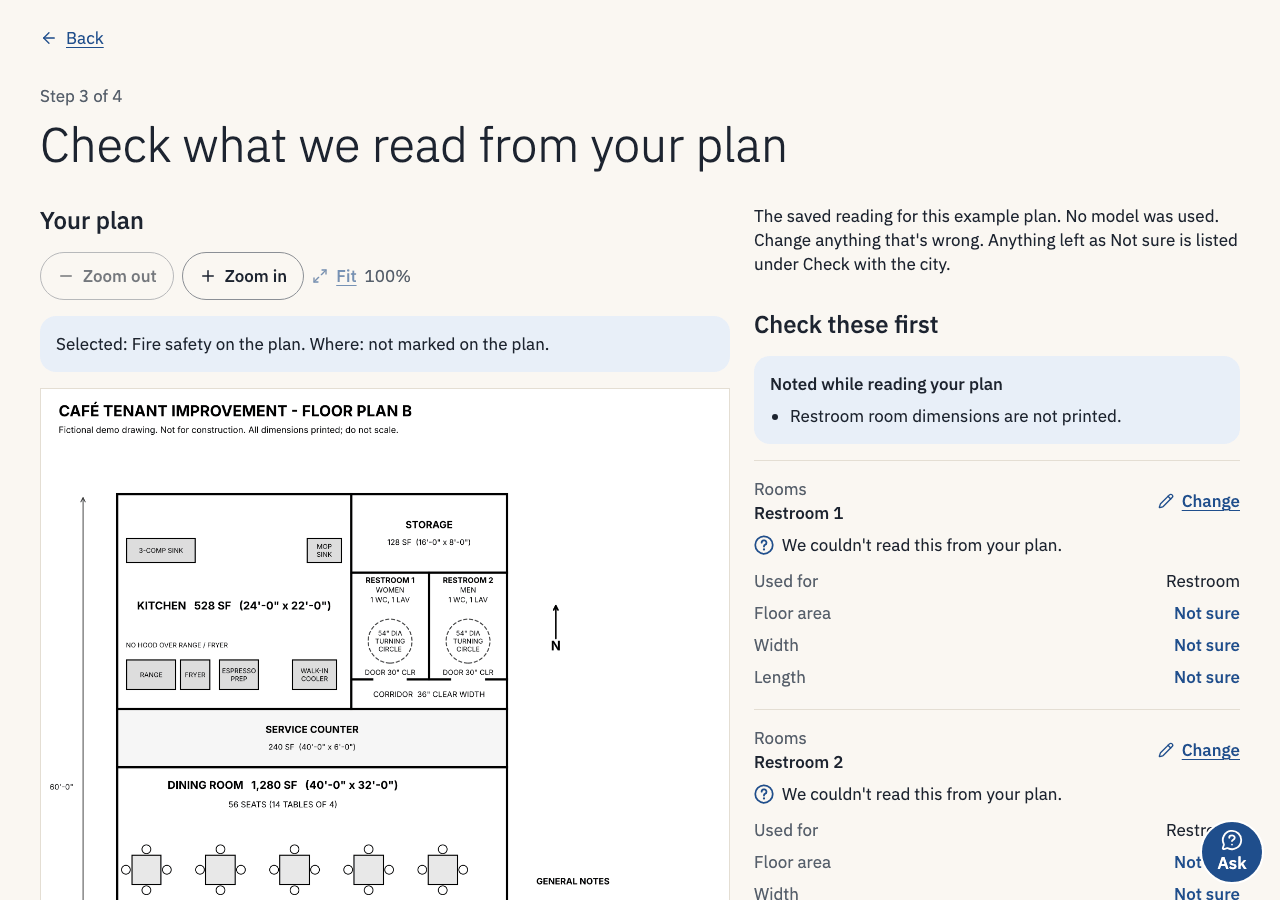 Back
Step 3 of 4
Check what we read from your plan
Your plan
Zoom out
Zoom in
Fit
100%
Selected: Fire safety on the plan. Where: not marked on the plan.
CAFÉ TENANT IMPROVEMENT - FLOOR PLAN B
Fictional demo drawing. Not for construction. All dimensions printed; do not scale.
STORAGE
128 SF (16'-0" x 8'-0")
3-COMP SINK
MOP
SINK
RESTROOM 1
WOMEN
1 WC, 1 LAV
RESTROOM 2
MEN
1 WC, 1 LAV
KITCHEN 528 SF (24'-0" x 22'-0")
54" DIA
TURNING
CIRCLE
54" DIA
TURNING
CIRCLE
N
NO HOOD OVER RANGE / FRYER
RANGE
FRYER
ESPRESSO
PREP
WALK-IN
COOLER
DOOR 30" CLR
DOOR 30" CLR
CORRIDOR 36" CLEAR WIDTH
SERVICE COUNTER
240 SF (40'-0" x 6'-0")
DINING ROOM 1,280 SF (40'-0" x 32'-0")
56 SEATS (14 TABLES OF 4)
60'-0"
GENERAL NOTES
The saved reading for this example plan. No model was used.
Change anything that's wrong. Anything left as Not sure is listed
under Check with the city.
Check these first
Noted while reading your plan
• Restroom room dimensions are not printed.
Rooms
Restroom 1
Change
We couldn't read this from your plan.
Used for Restroom
Floor area Not sure
Width Not sure
Length Not sure
Rooms
Restroom 2
Change
We couldn't read this from your plan.
Used for
Floor area Not
Width Not sure
Ask